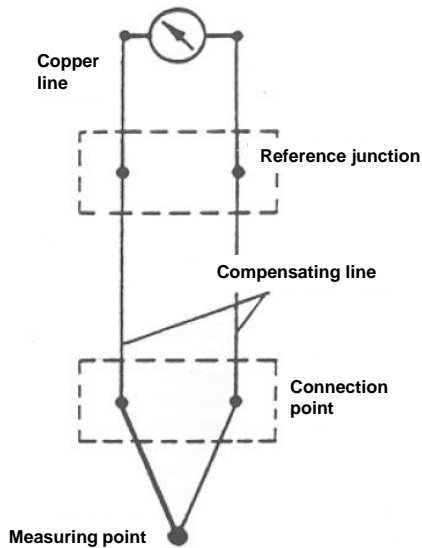 Copper
line
Reference junction
Compensating line
Connection
point
Measuring point